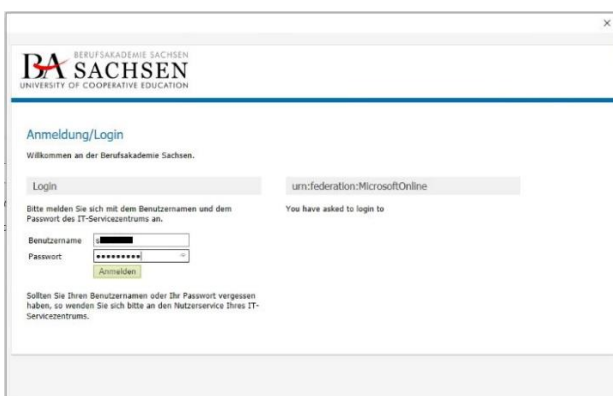 BERUFSAKADEMIE SACHSEN
BA SACHSEN
UNIVERSITY OF COOPERATIVE EDUCATION
Anmeldung/Login
Willkommen an der Berufsakademie Sachsen.
Login
Bitte melden Sie sich mit dem Benutzernamen und dem
Passwort des IT-Servicezentrums an.
Benutzername s
Passwort •••••••••
Anmelden
Sollten Sie Ihren Benutzernamen oder Ihr Passwort vergessen
haben, so wenden Sie sich bitte an den Nutzerservice Ihres IT-
Servicezentrums.
urn:federation:MicrosoftOnline
You have asked to login to